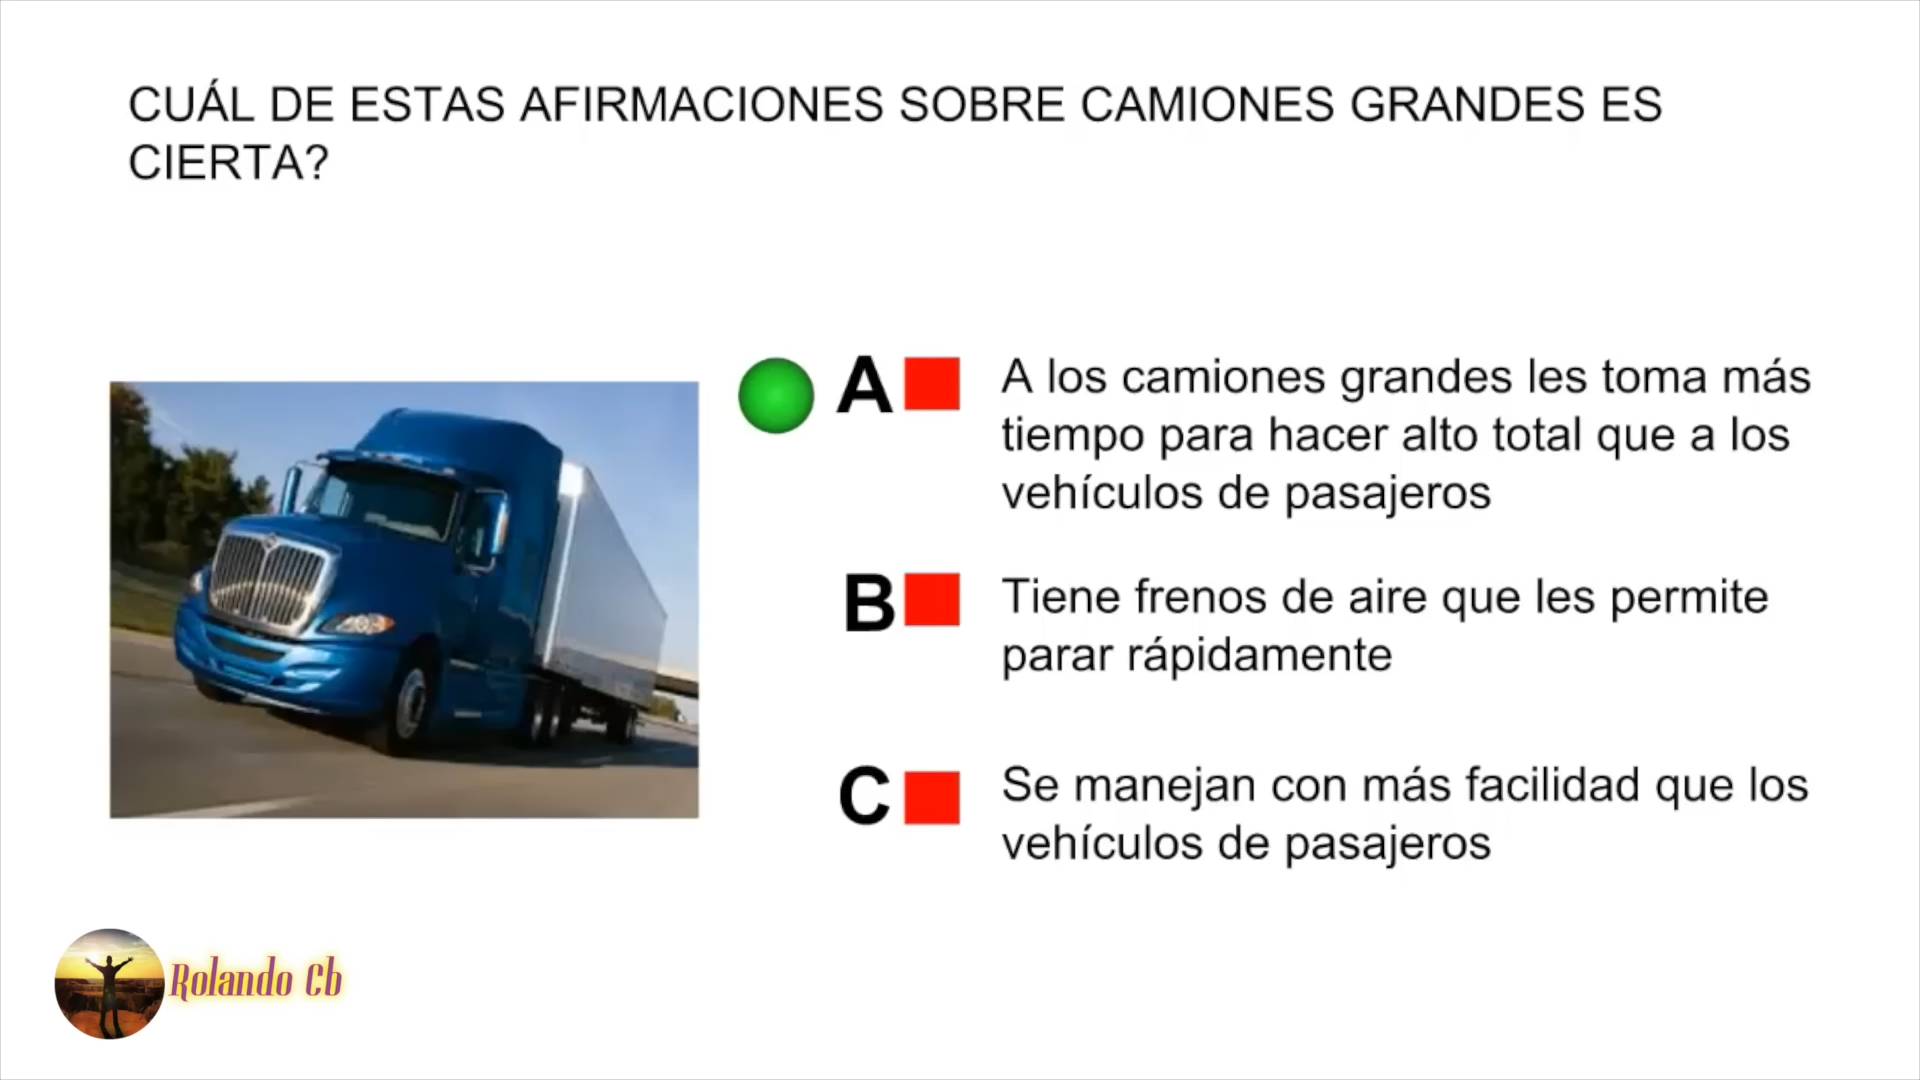 CUÁL DE ESTAS AFIRMACIONES SOBRE CAMIONES GRANDES ES
CIERTA?
A
A los camiones grandes les toma más
tiempo para hacer alto total que a los
vehículos de pasajeros
B
Tiene frenos de aire que les permite
parar rápidamente
C
Se manejan con más facilidad que los
vehículos de pasajeros
Rolando Cb